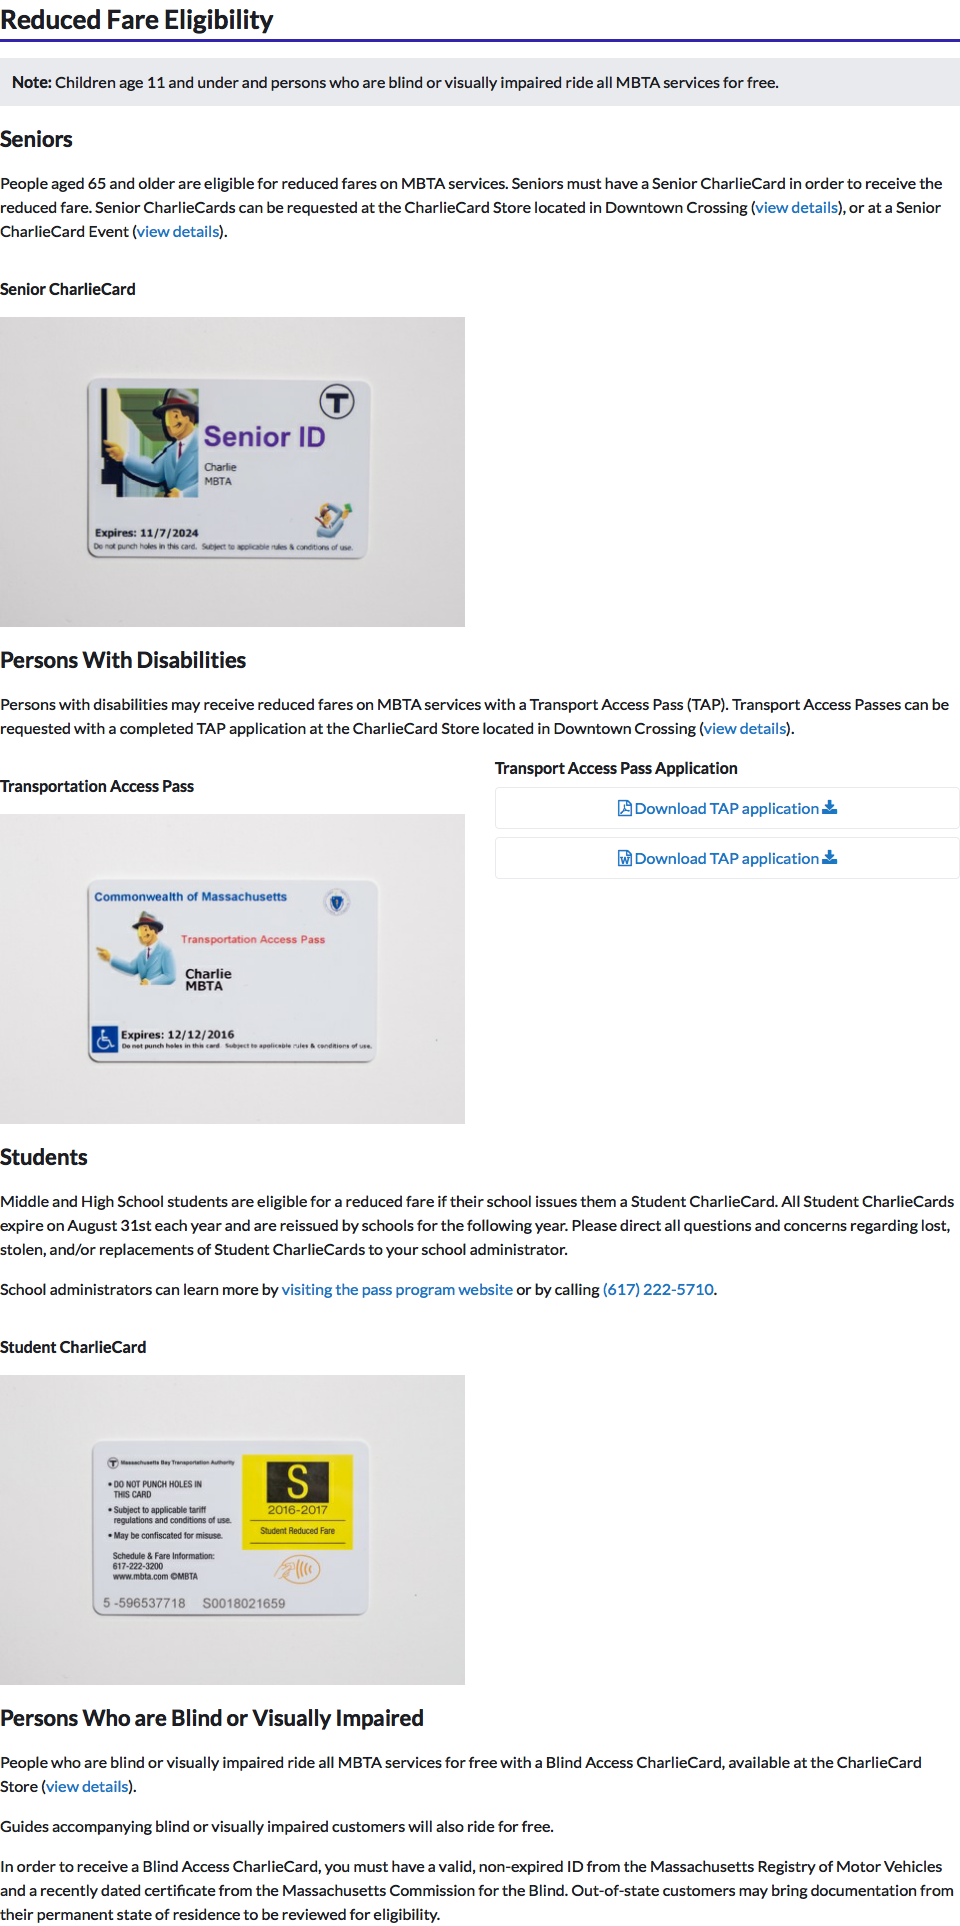 Reduced Fare Eligibility
Note: Children age 11 and under and persons who are blind or visually impaired ride all MBTA services for free.
Seniors
People aged 65 and older are eligible for reduced fares on MBTA services. Seniors must have a Senior CharlieCard in order to receive the
reduced fare. Senior CharlieCards can be requested at the CharlieCard Store located in Downtown Crossing (view details), or at a Senior
CharlieCard Event (view details).
Senior CharlieCard
T
Senior ID
Charlie
MBTA
Expires: 11/7/2024
Do not punch holes in this card. Subject to applicable rules & conditions of use.
Persons With Disabilities
Persons with disabilities may receive reduced fares on MBTA services with a Transport Access Pass (TAP). Transport Access Passes can be
requested with a completed TAP application at the CharlieCard Store located in Downtown Crossing (view details).
Transportation Access Pass
Commonwealth of Massachusetts
Transportation Access Pass
Charlie
MBTA
Expires: 12/12/2016
Do not punch holes in this card. Subject to applicable rules & conditions of use.
Transport Access Pass Application
Download TAP application
W Download TAP application
Students
Middle and High School students are eligible for a reduced fare if their school issues them a Student CharlieCard. All Student CharlieCards
expire on August 31st each year and are reissued by schools for the following year. Please direct all questions and concerns regarding lost,
stolen, and/or replacements of Student CharlieCards to your school administrator.
School administrators can learn more by visiting the pass program website or by calling (617) 222-5710.
Student CharlieCard
T Massachusetts Bay Transportation Authority
• DO NOT PUNCH HOLES IN
THIS CARD
• Subject to applicable tariff
regulations and conditions of use.
• May be confiscated for misuse.
Schedule & Fare Information:
617-222-3200
www.mbta.com ©MBTA
5 -596537718 S0018021659
S
2016-2017
Student Reduced Fare
Persons Who are Blind or Visually Impaired
People who are blind or visually impaired ride all MBTA services for free with a Blind Access CharlieCard, available at the CharlieCard
Store (view details).
Guides accompanying blind or visually impaired customers will also ride for free.
In order to receive a Blind Access CharlieCard, you must have a valid, non-expired ID from the Massachusetts Registry of Motor Vehicles
and a recently dated certificate from the Massachusetts Commission for the Blind. Out-of-state customers may bring documentation from
their permanent state of residence to be reviewed for eligibility.